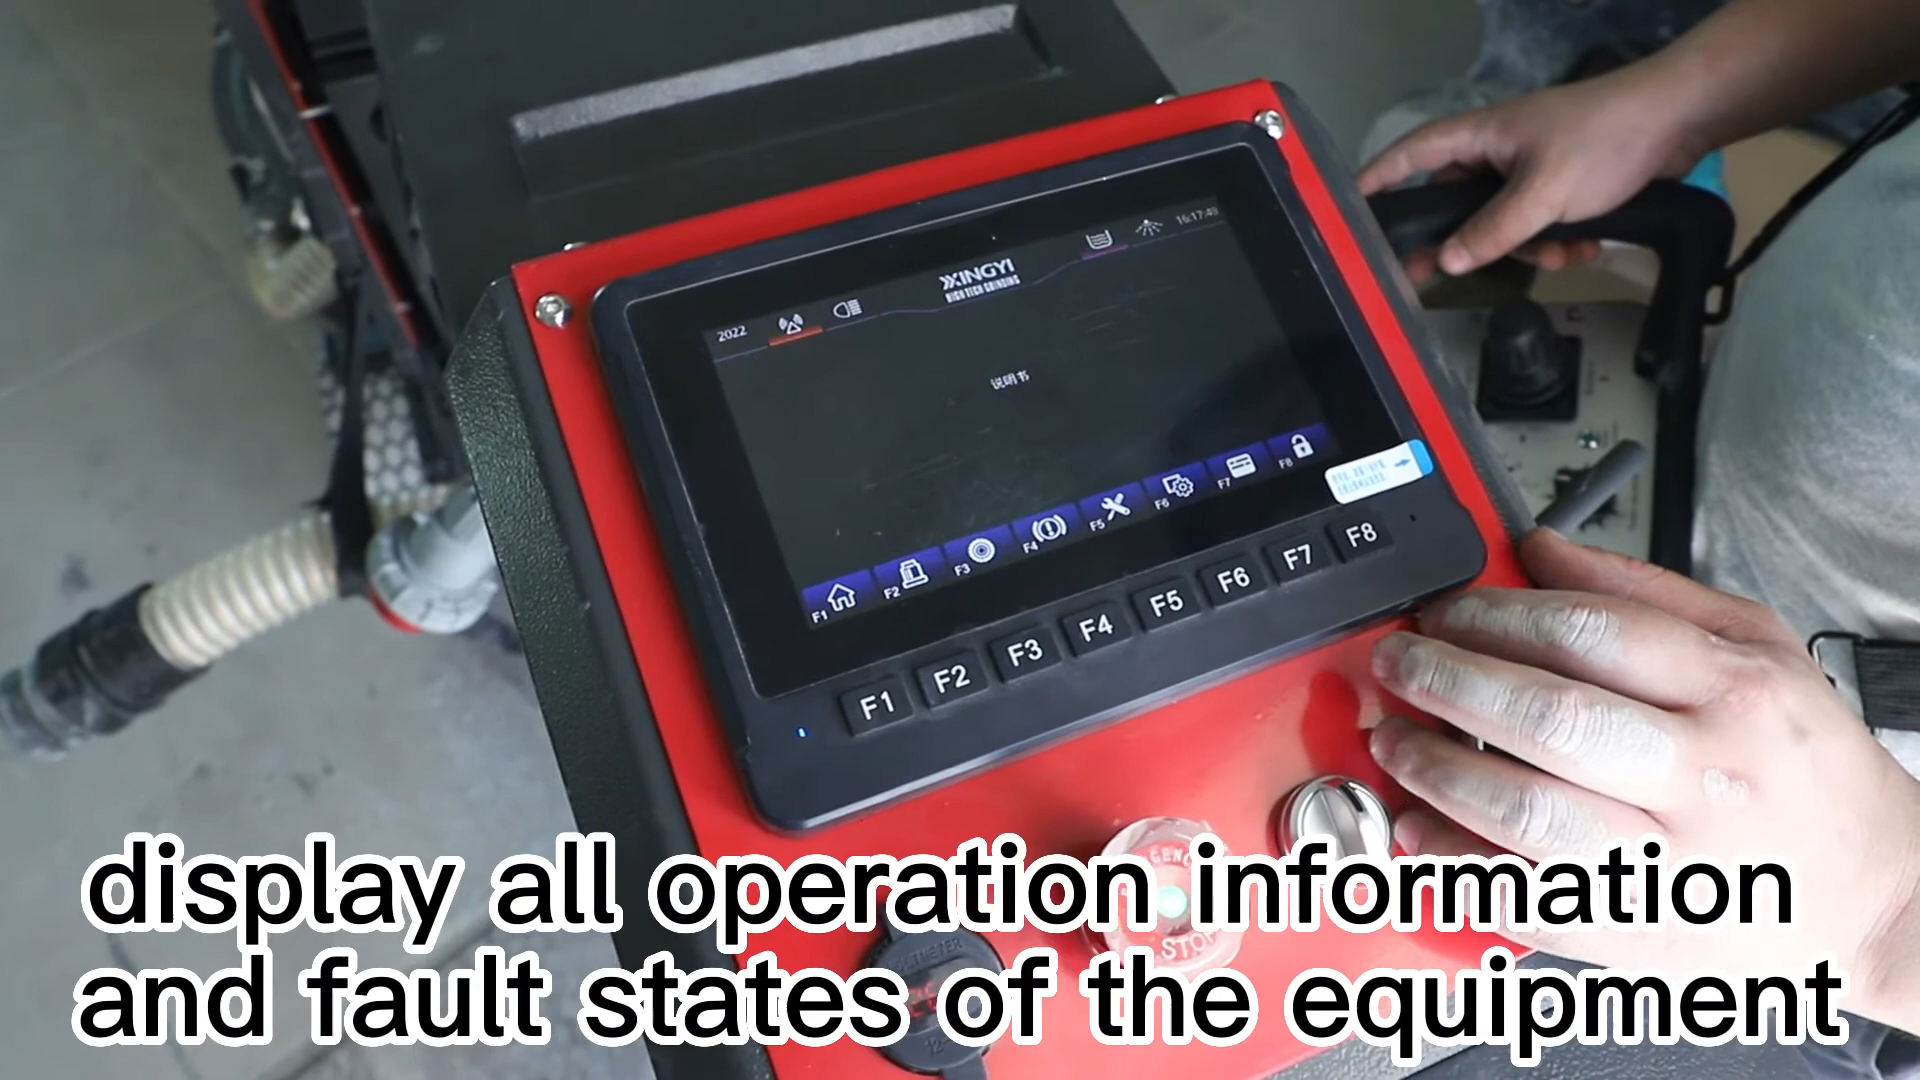 16:17:49
XINGYI
HIGH TECH GRINDING
2022
说明书
F1 F2 F3 F4 F5 F6 F7 F8
F1 F2 F3 F4 F5 F6 F7 F8
STOP
display all operation information
and fault states of the equipment